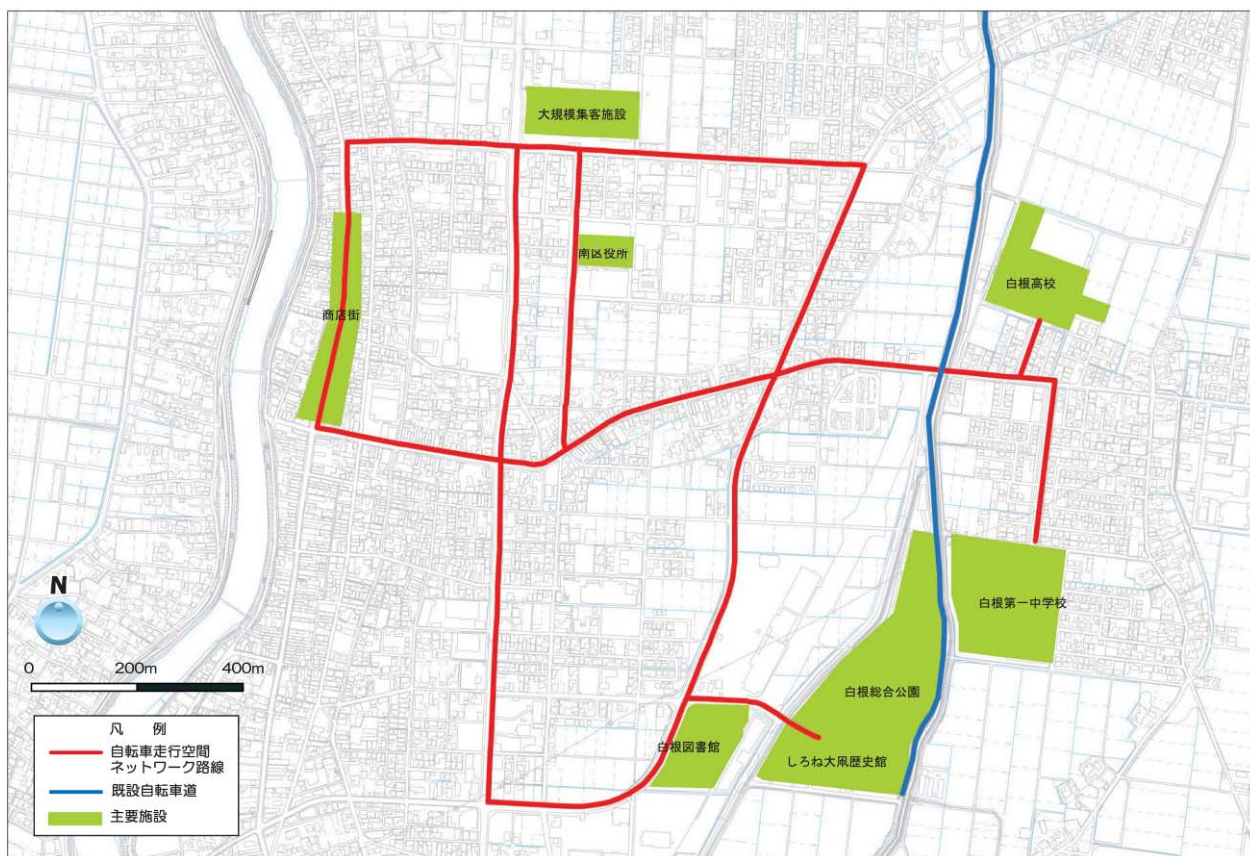 大規模集客施設
南区役所
白根高校
商店街
白根第一中学校
白根総合公園
白根図書館
しろね大凧歴史館
N
0 200m 400m
凡 例
自転車走行空間
ネットワーク路線
既設自転車道
主要施設